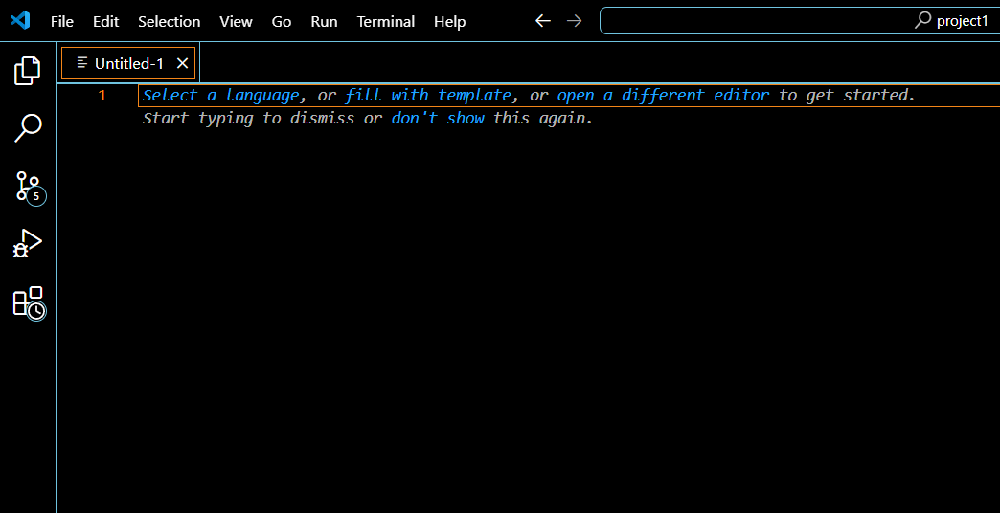 File Edit Selection View Go Run Terminal Help project1
Untitled-1
1 Select a language, or fill with template, or open a different editor to get started.
Start typing to dismiss or don't show this again.
5